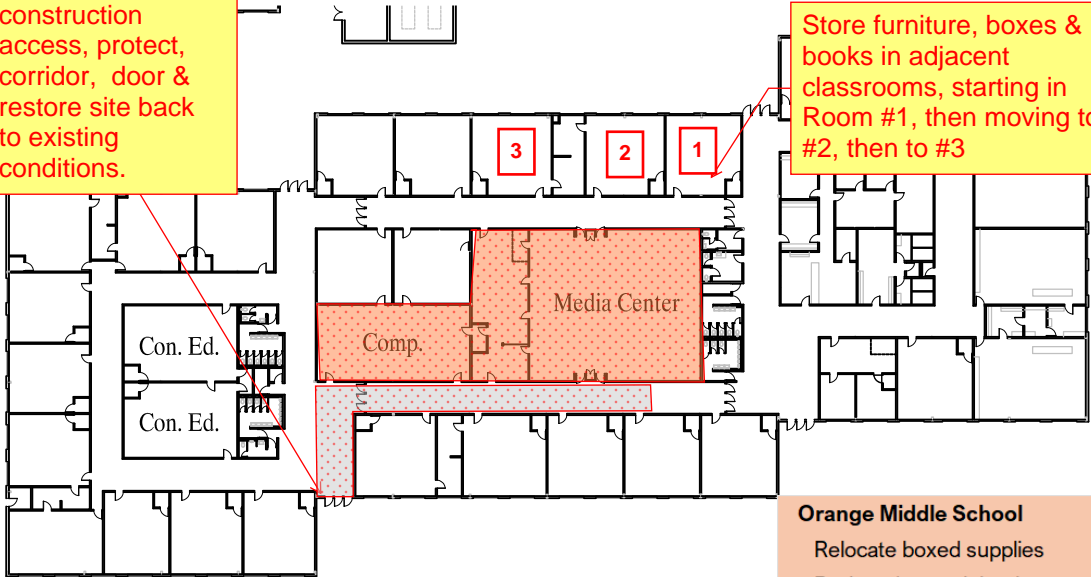 construction
access, protect,
corridor, door &
restore site back
to existing
conditions.
Store furniture, boxes &
books in adjacent
classrooms, starting in
Room #1, then moving to
#2, then to #3
3
2
1
Media Center
Comp.
Con. Ed.
Con. Ed.
Orange Middle School
Relocate boxed supplies